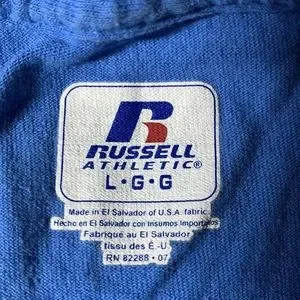 RUSSELL
ATHLETIC®
L•G•G
Made in El Salvador of U.S.A. fabric
Hecho en El Salvador con Insumos Importados
Fabrique au El Salvador
tissu des É.-U.
RN 82288 • 07